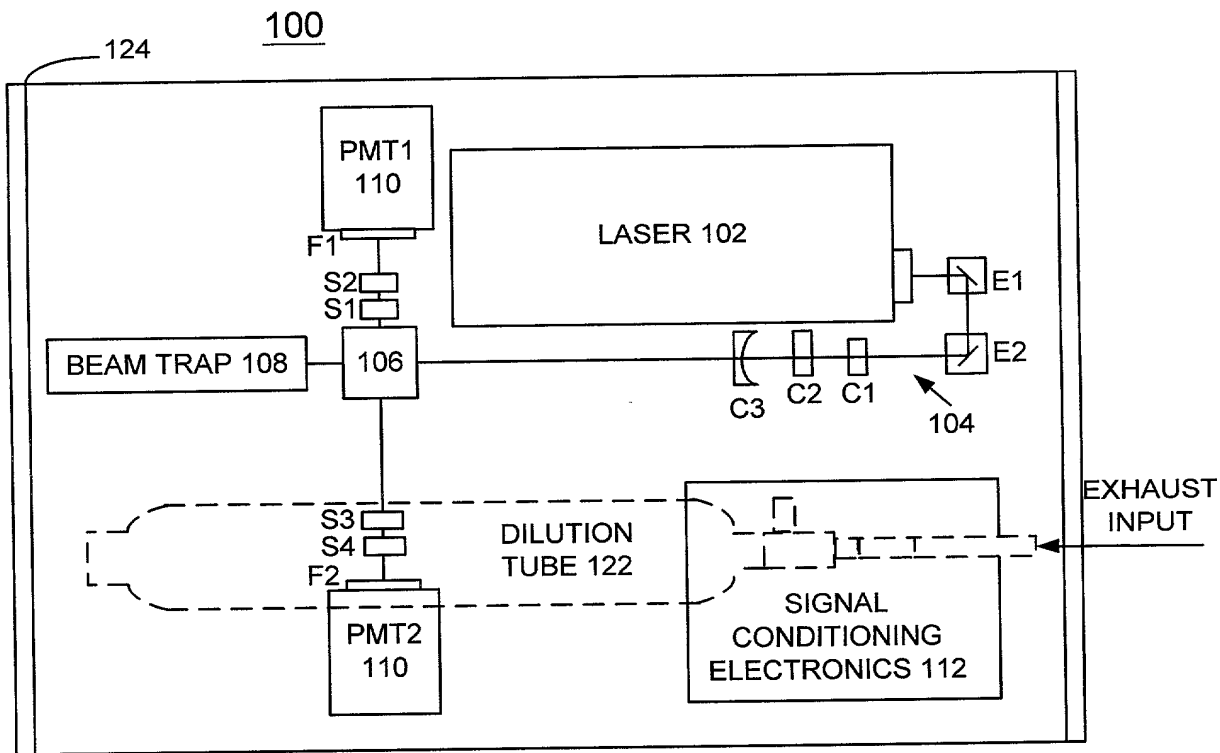 100
124
PMT1
110
F1
S2
S1
LASER 102
E1
E2
BEAM TRAP 108
106
C3
C2
C1
104
S3
S4
F2
PMT2
110
DILUTION
TUBE 122
EXHAUST
INPUT
SIGNAL
CONDITIONING
ELECTRONICS 112